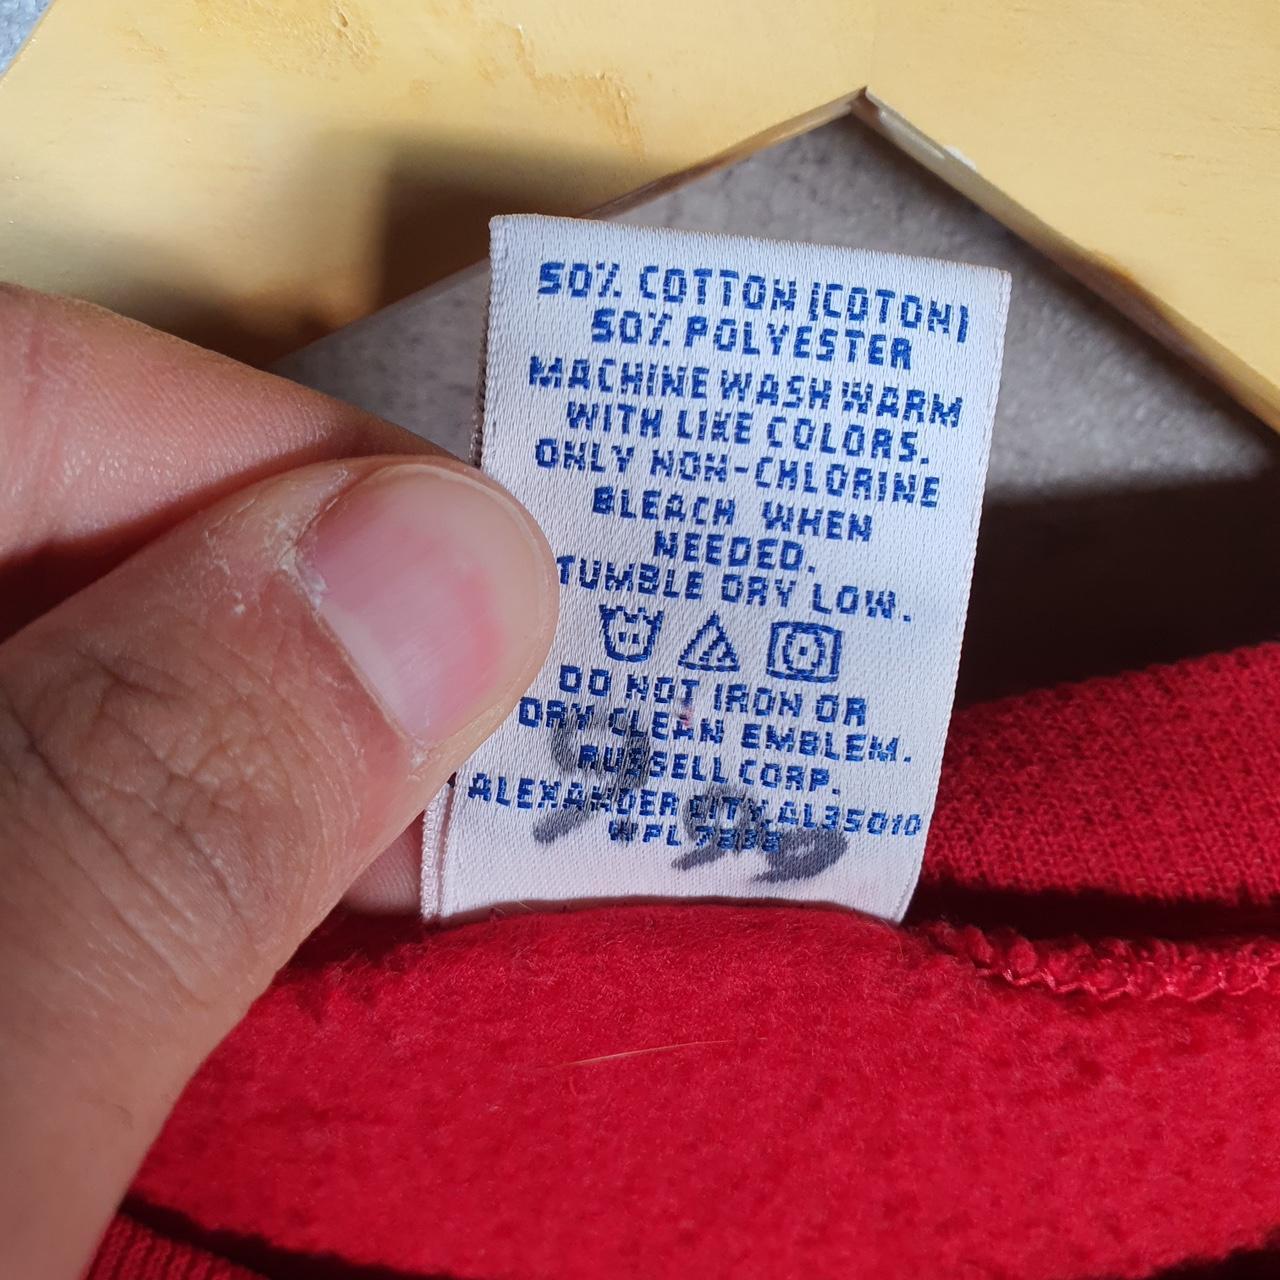 50% COTTON (COTON)
50% POLYESTER
MACHINE WASH WARM
WITH LIKE COLORS.
ONLY NON-CHLORINE
BLEACH WHEN
NEEDED.
TUMBLE DRY LOW.
DO NOT IRON OR
DRY CLEAN EMBLEM.
RUSSELL CORP.
ALEXANDER CITY, AL35010
WPL